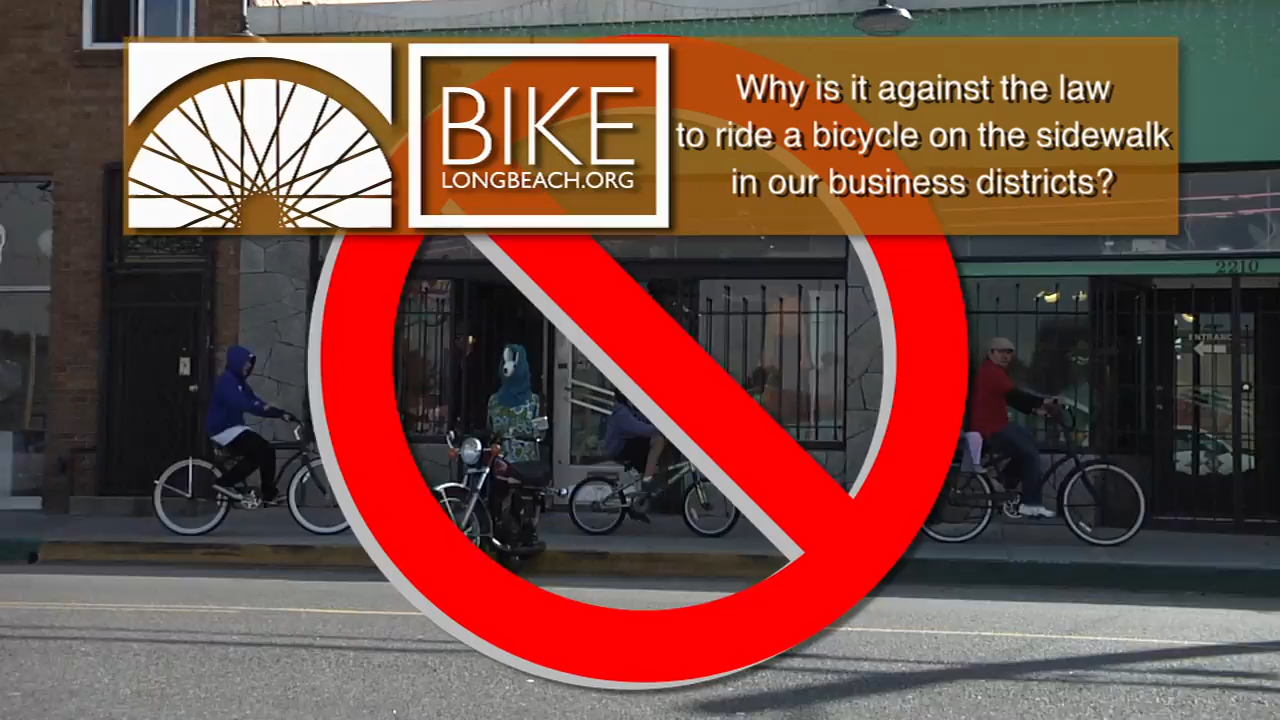 BIKE
LONGBEACH.ORG
Why is it against the law
to ride a bicycle on the sidewalk
in our business districts?
2210
ENTRANCE